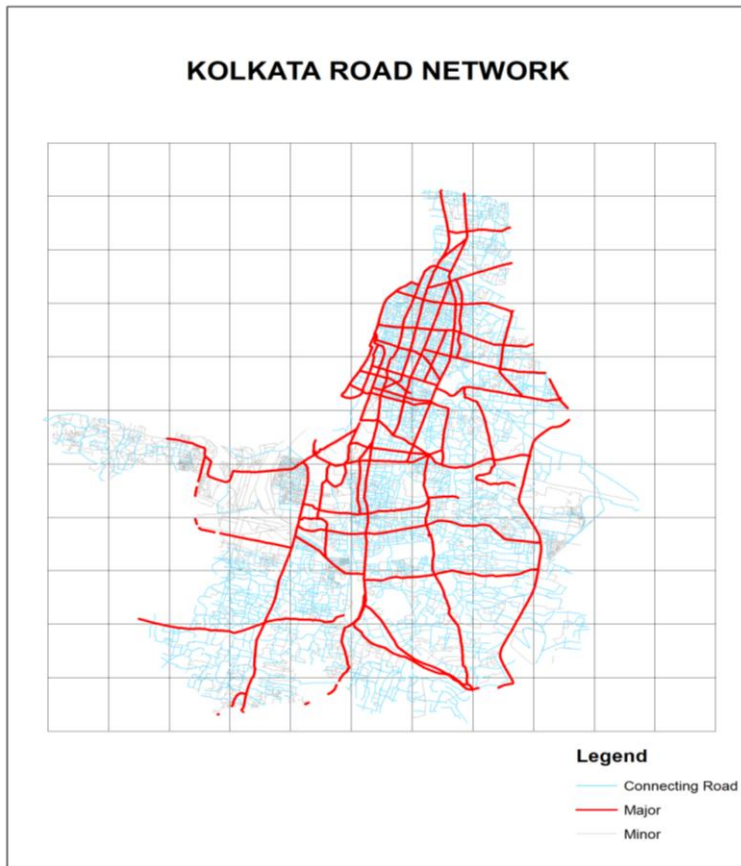 KOLKATA ROAD NETWORK
Legend
Connecting Road
Major
Minor